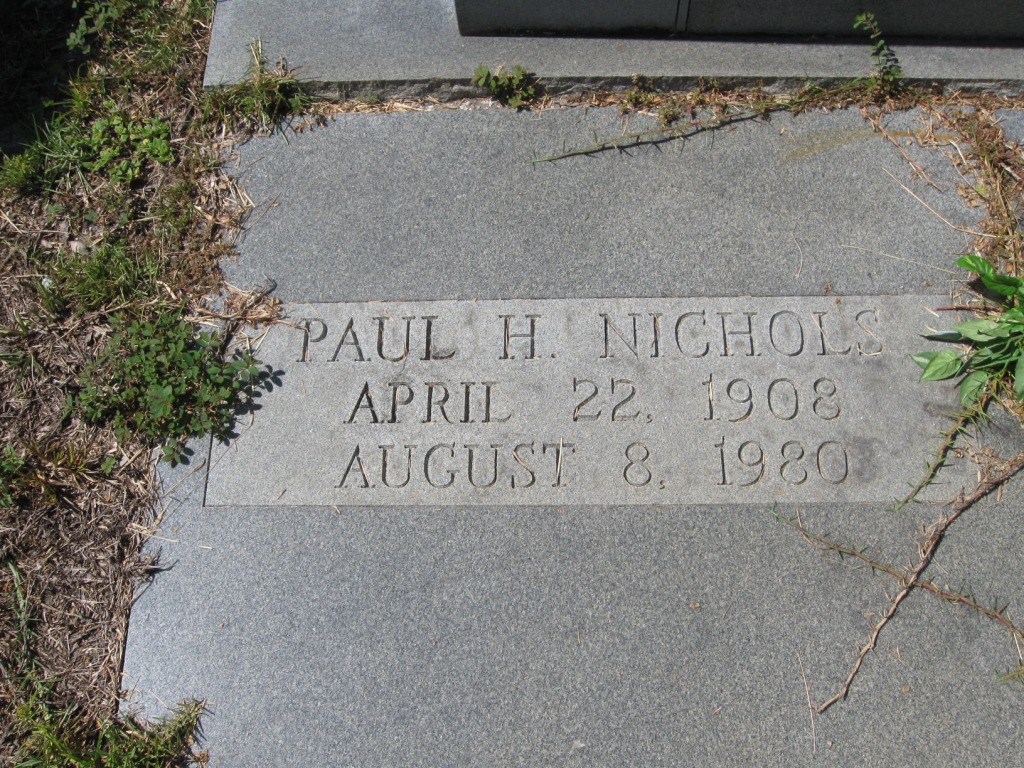 PAUL H. NICHOLS
APRIL 22, 1908
AUGUST 8, 1980